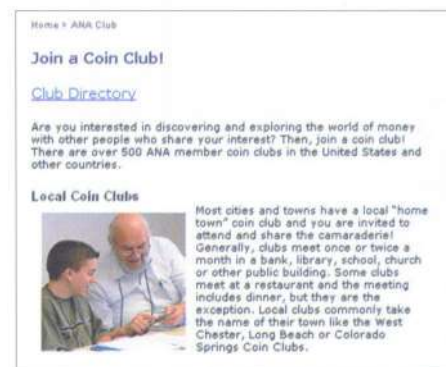 Home > ANA Club
Join a Coin Club!
Club Directory
Are you interested in discovering and exploring the world of money
with other people who share your interest? Then, join a coin club!
There are over 500 ANA member coin clubs in the United States and
other countries.
Local Coin Clubs
Most cities and towns have a local "home
town" coin club and you are invited to
attend and share the camaraderie!
Generally, clubs meet once or twice a
month in a bank, library, school, church
or other public building. Some clubs
meet at a restaurant and the meeting
includes dinner, but they are the
exception. Local clubs commonly take
the name of their town like the West
Chester, Long Beach or Colorado
Springs Coin Clubs.